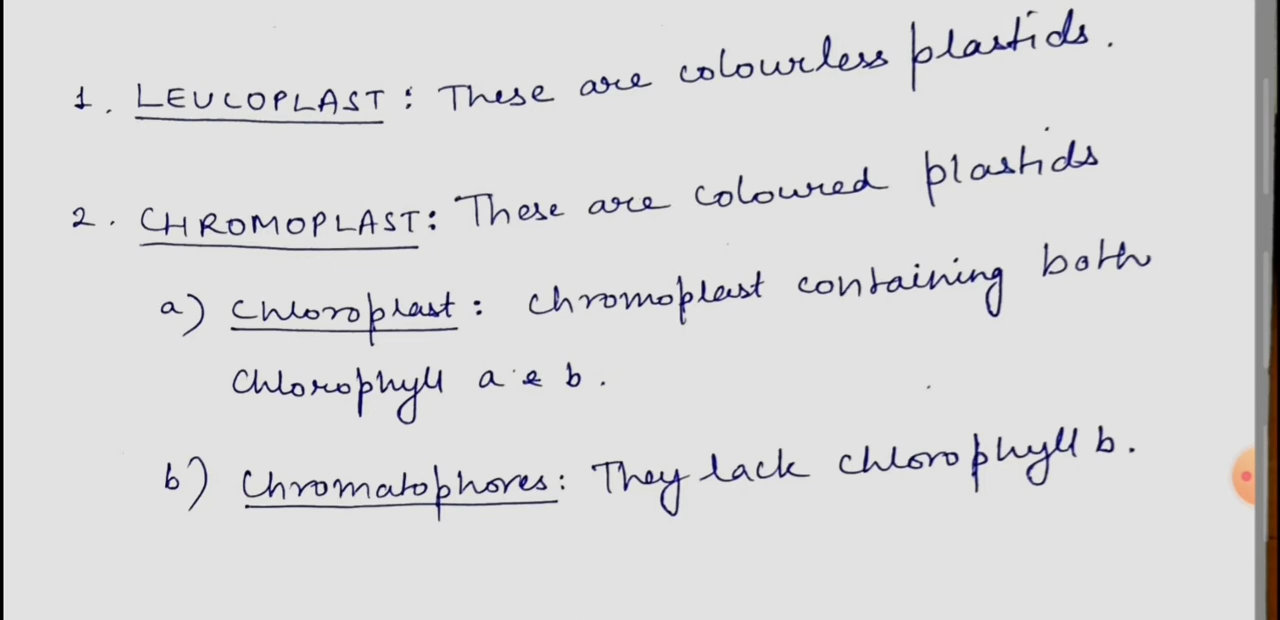 1. LEUCOPLAST : These are colourless plastids.
2. CHROMOPLAST : These are coloured plastids
a) Chloroplast : Chromoplast containing both
Chlorophyll a & b.
b) Chromatophores : They lack chlorophyll b.